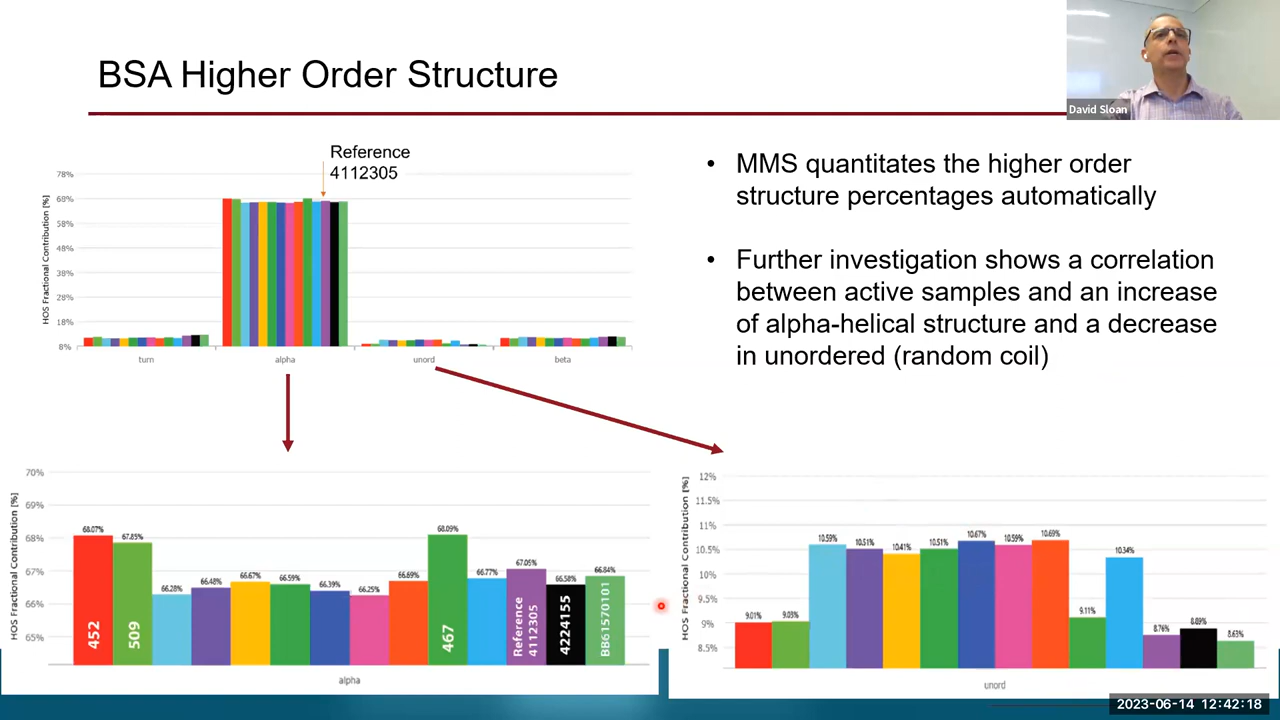 BSA Higher Order Structure
David Sloan
Reference
4112305
HOS Fractional Contribution [%]
78%
68%
58%
48%
38%
28%
18%
8%
turn
alpha
unord
beta
• MMS quantitates the higher order
structure percentages automatically
• Further investigation shows a correlation
between active samples and an increase
of alpha-helical structure and a decrease
in unordered (random coil)
HOS Fractional Contribution [%]
70%
69%
68%
67%
66%
65%
68.07%
67.85%
66.28%
66.48%
66.67%
66.59%
66.39%
66.25%
66.69%
68.09%
66.77%
67.05%
66.58%
66.84%
452
509
467
Reference
4112305
4224155
BB61570101
alpha
HOS Fractional Contribution [%]
12%
11.5%
11%
10.5%
10%
9.5%
9%
8.5%
9.01%
9.03%
10.59%
10.51%
10.41%
10.51%
10.67%
10.59%
10.69%
9.11%
10.34%
8.76%
8.89%
8.63%
unord
2023-06-14 12:42:18